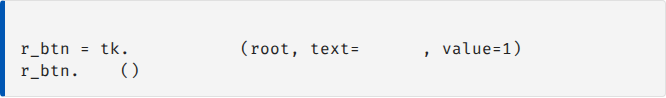 r_btn = tk. (root, text= , value=1)
r_btn. ()